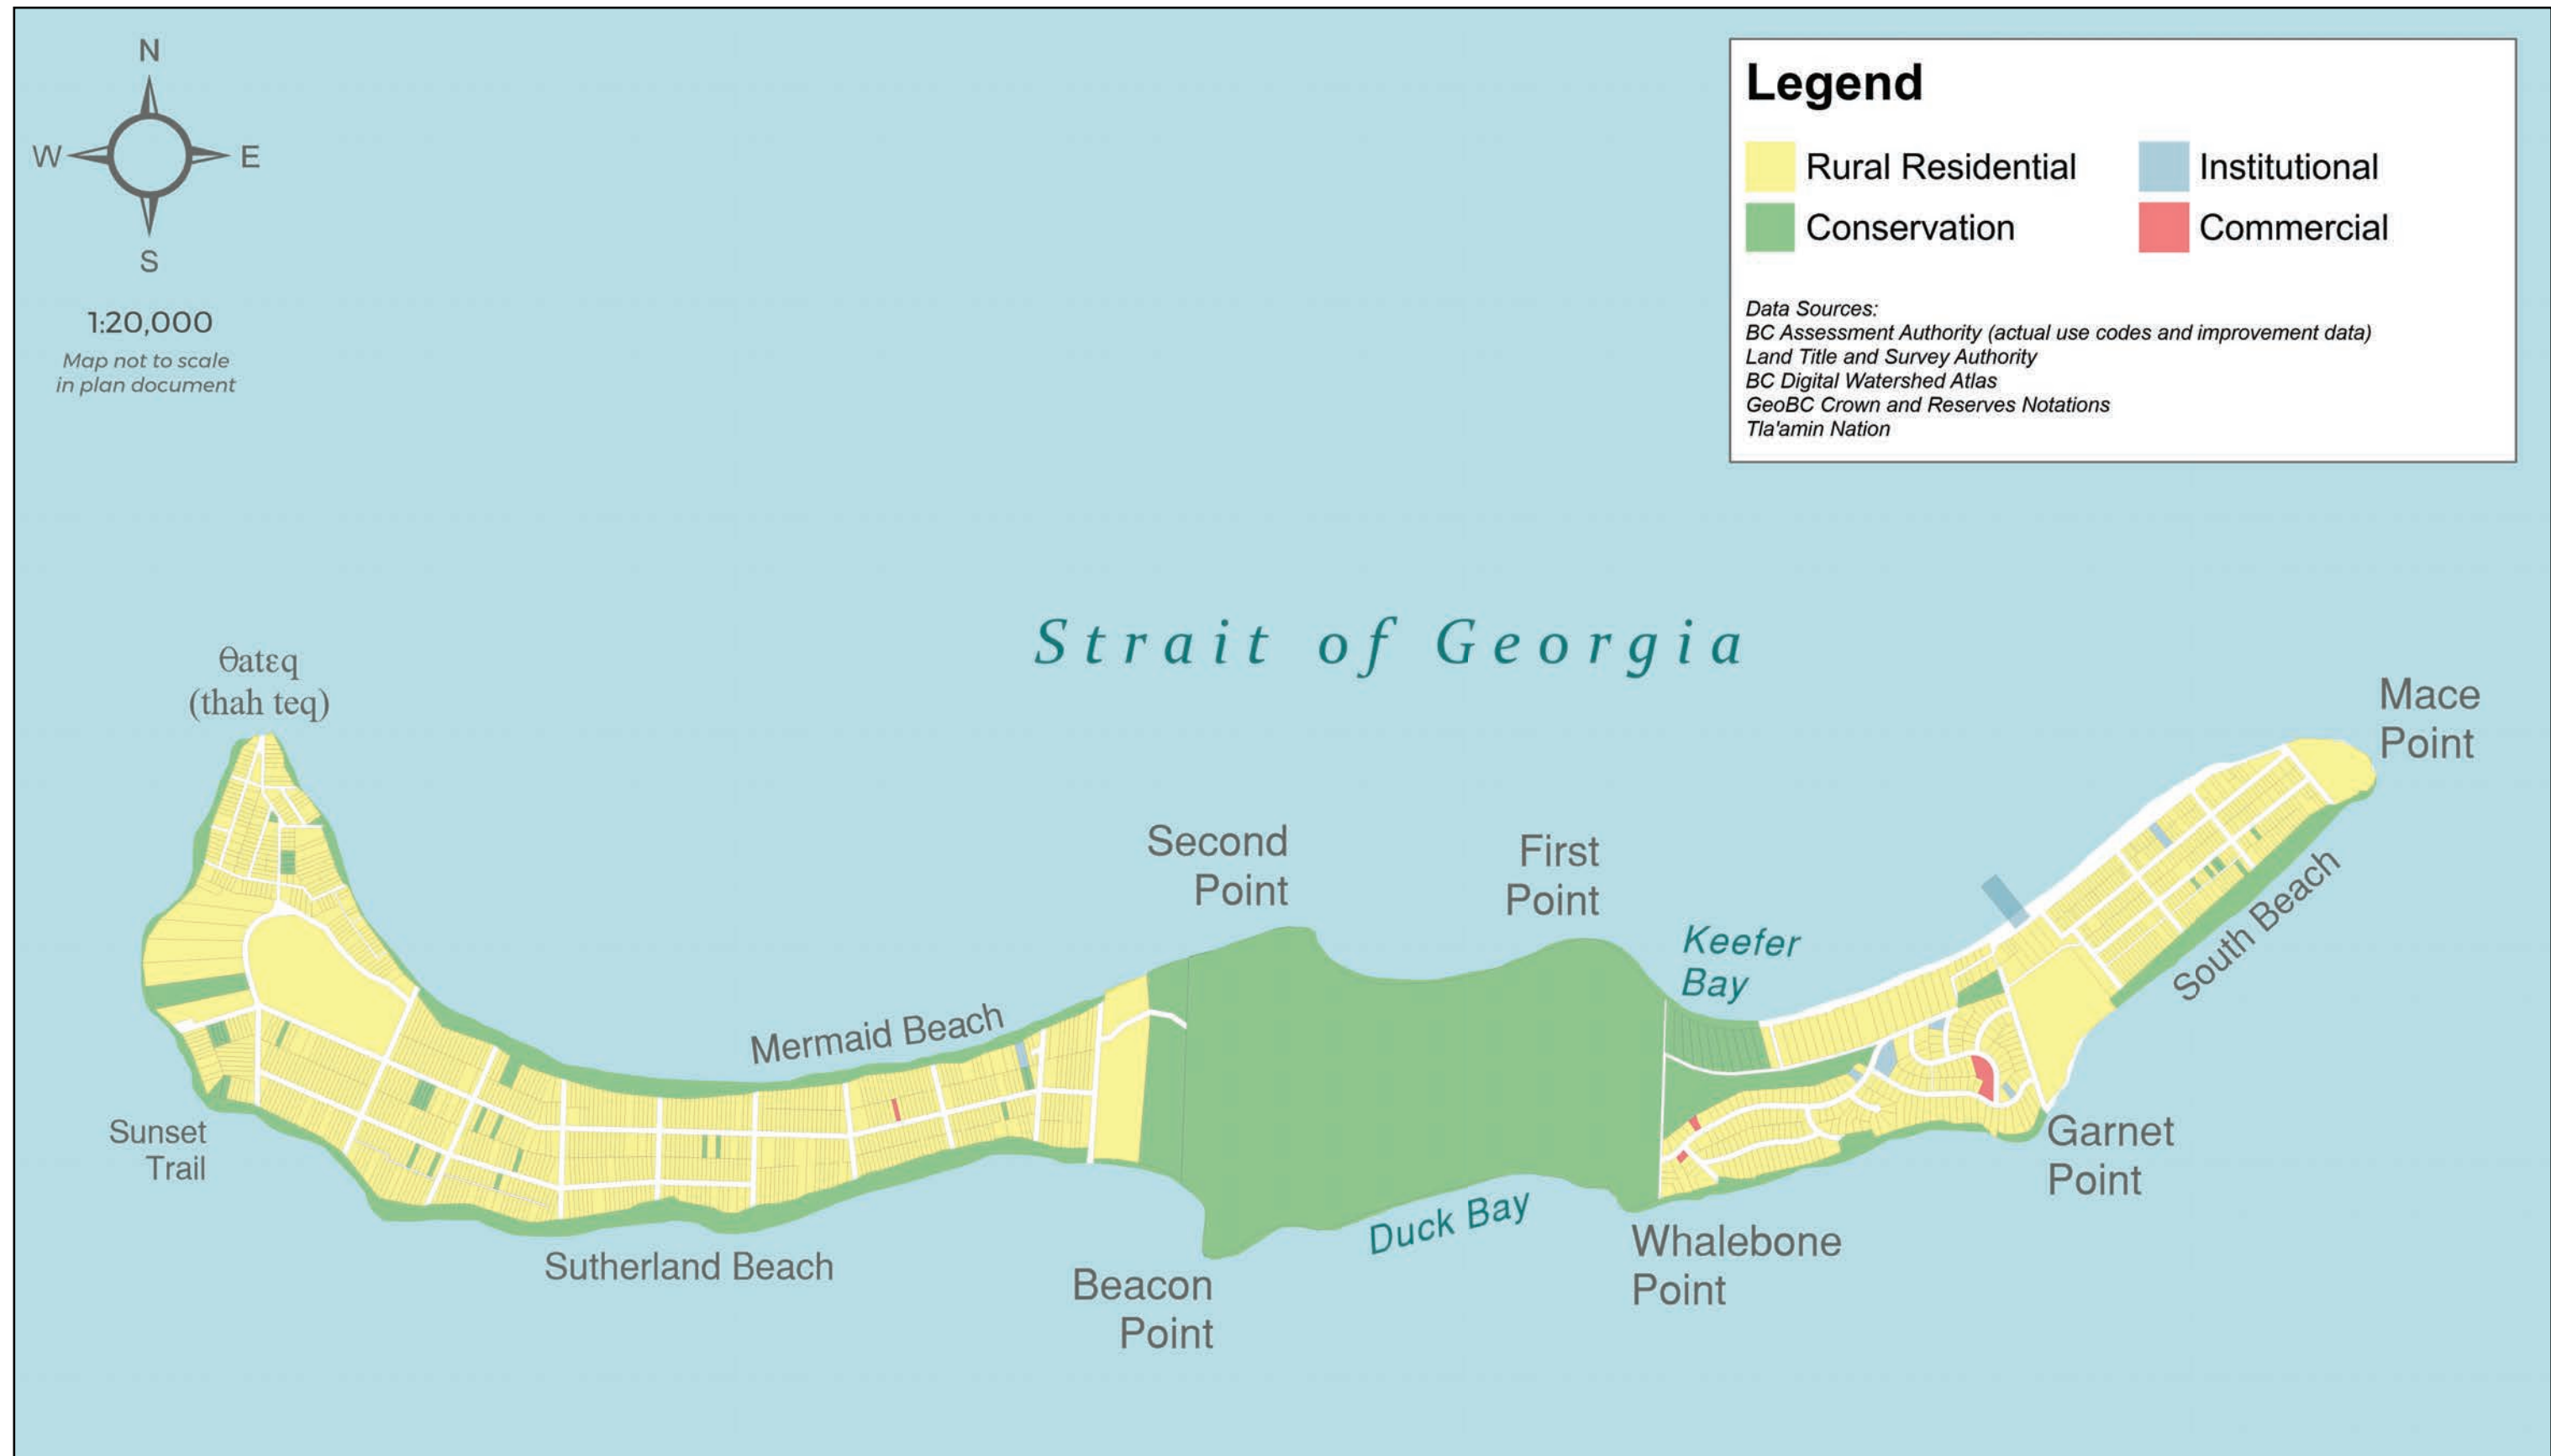 N
W
E
S
1:20,000
Map not to scale
in plan document
Legend
Rural Residential
Institutional
Conservation
Commercial
Data Sources:
BC Assessment Authority (actual use codes and improvement data)
Land Title and Survey Authority
BC Digital Watershed Atlas
GeoBC Crown and Reserves Notations
Tla'amin Nation
Strait of Georgia
θatɛq
(thah teq)
Mace
Point
Second
Point
First
Point
Keefer
Bay
South Beach
Mermaid Beach
Sunset
Trail
Garnet
Point
Duck Bay
Whalebone
Point
Sutherland Beach
Beacon
Point